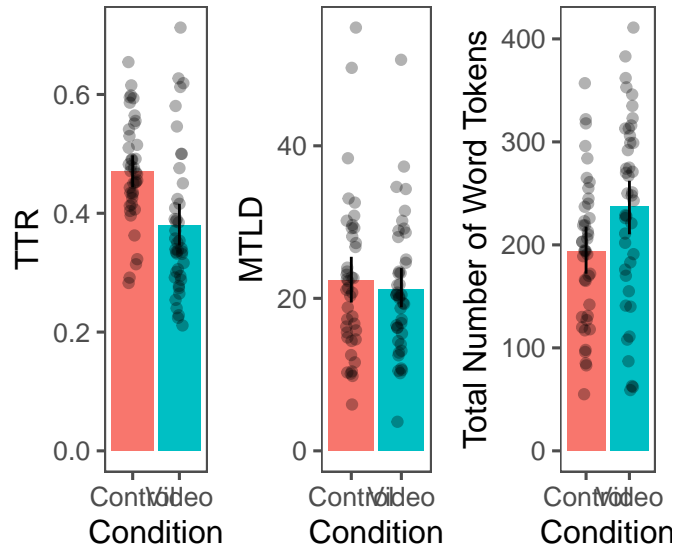 TTR
0.6
0.4
0.2
0.0
Control Video
Condition
MTLD
40
20
0
Control Video
Condition
Total Number of Word Tokens
400
300
200
100
0
Control Video
Condition